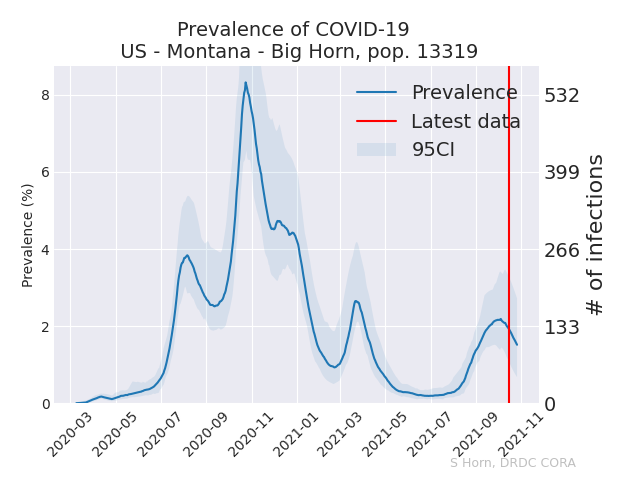 Prevalence of COVID-19
US - Montana - Big Horn, pop. 13319
Prevalence
Latest data
95CI
Prevalence (%)
8
6
4
2
0
532
399
266
133
0
# of infections
2020-03
2020-05
2020-07
2020-09
2020-11
2021-01
2021-03
2021-05
2021-07
2021-09
2021-11
S Horn, DRDC CORA